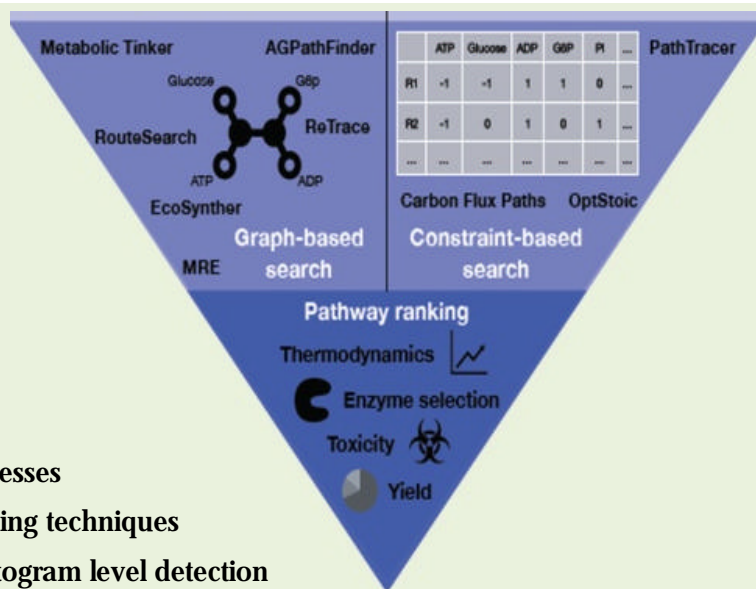 Metabolic Tinker
AGPathFinder
Glucose
G6p
RouteSearch
ReTrace
ATP
ADP
EcoSynther
Graph-based
search
MRE
ATP Glucose ADP G6P Pi ...
R1 -1 -1 1 1 0 ...
R2 -1 0 1 0 1 ...
... ... ... ... ... ...
PathTracer
Carbon Flux Paths
OptStoic
Constraint-based
search
Pathway ranking
Thermodynamics
Enzyme selection
Toxicity
Yield
esses
ing techniques
togram level detection